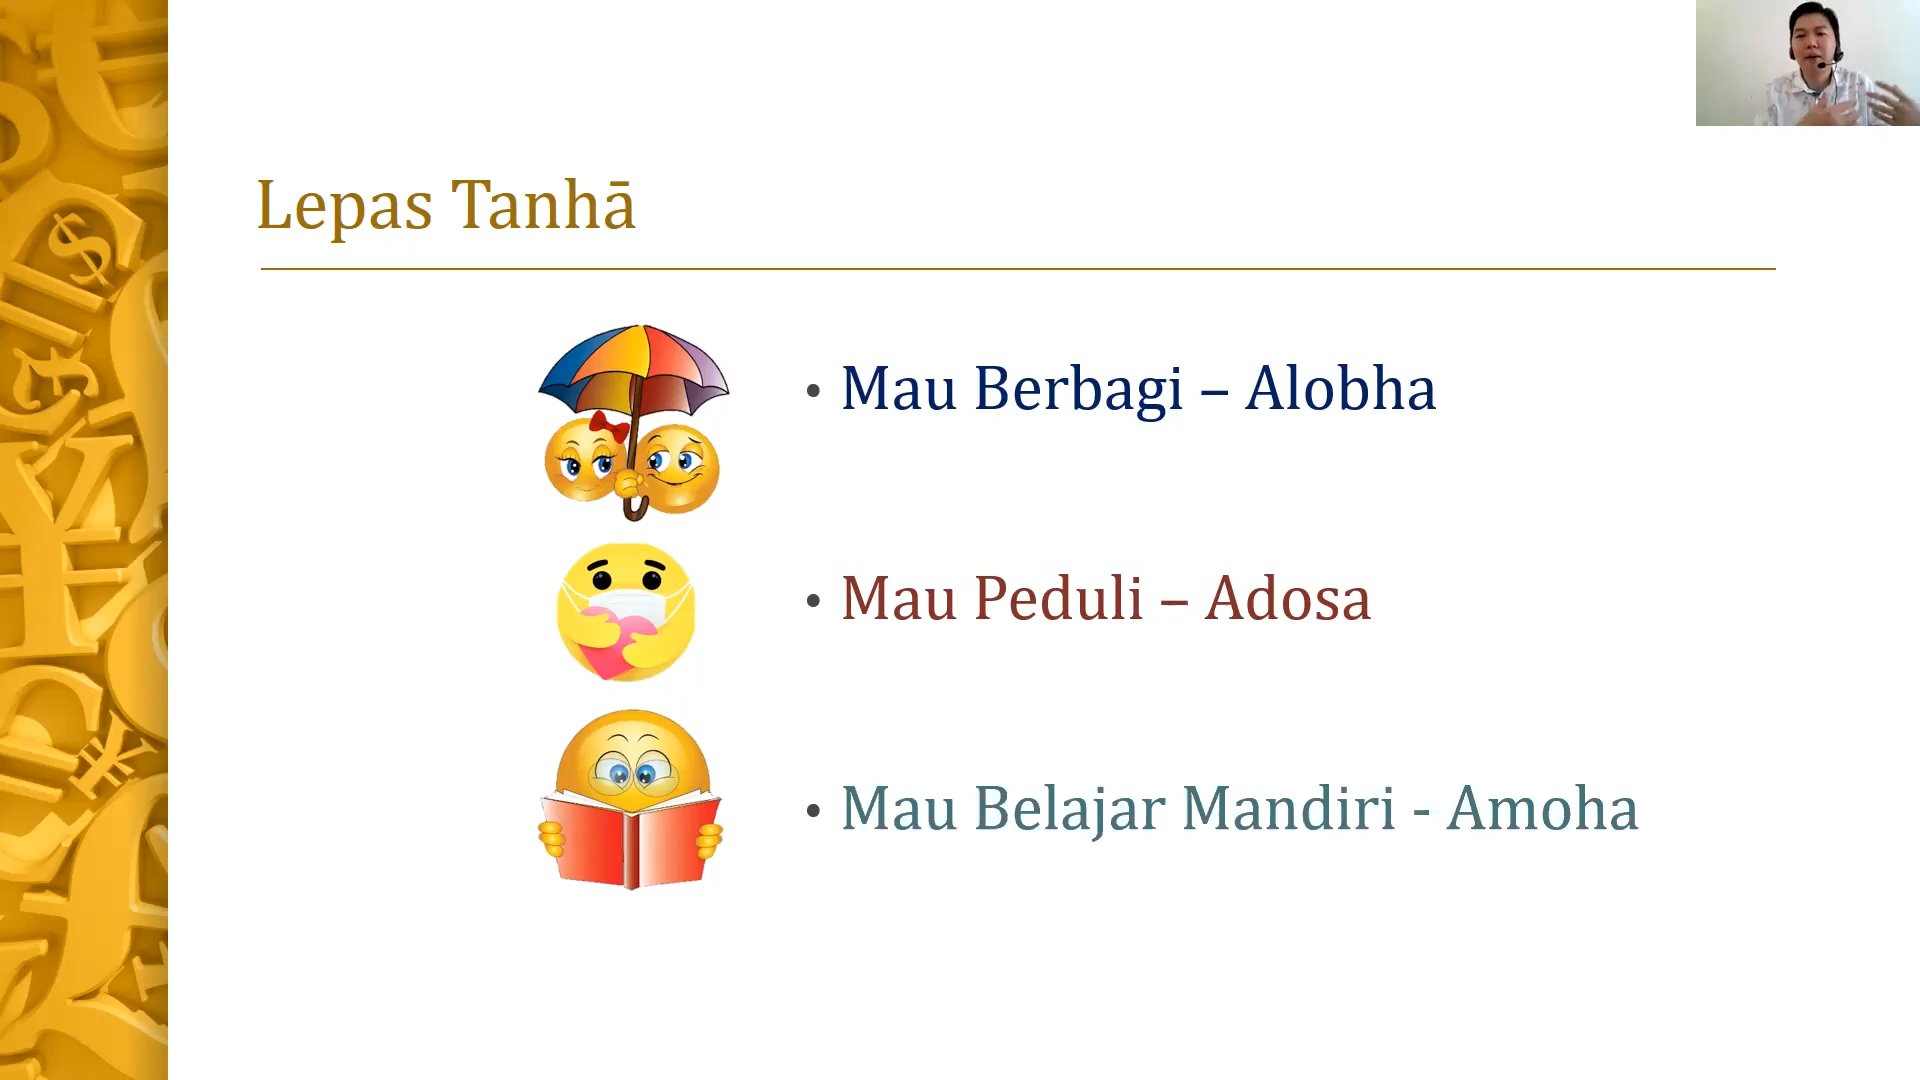 Lepas Tanhā
• Mau Berbagi – Alobha
• Mau Peduli – Adosa
• Mau Belajar Mandiri - Amoha